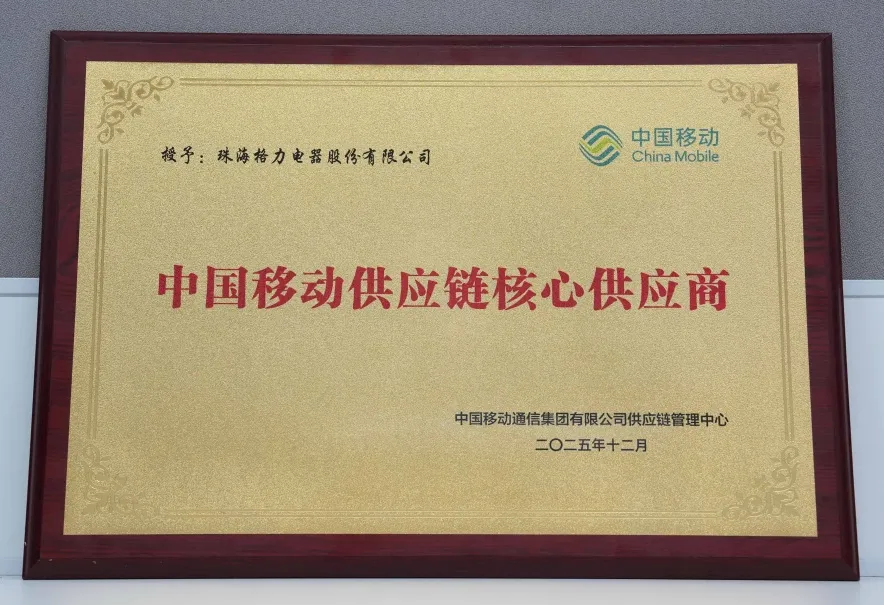 授予：珠海格力电器股份有限公司
中国移动
China Mobile
中国移动供应链核心供应商
中国移动通信集团有限公司供应链管理中心
二〇二五年十二月